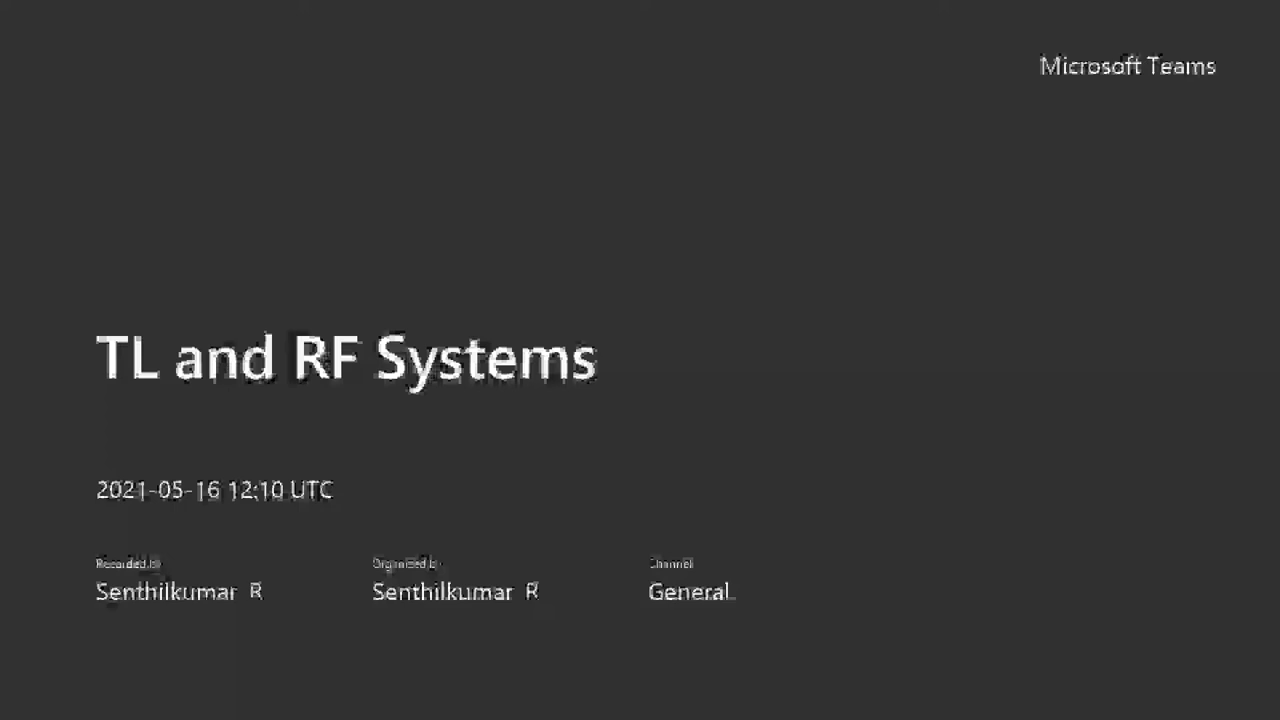 Microsoft Teams
TL and RF Systems
2021-05-16 12:10 UTC
Recorded by Organized by Channel
Senthilkumar R Senthilkumar R General